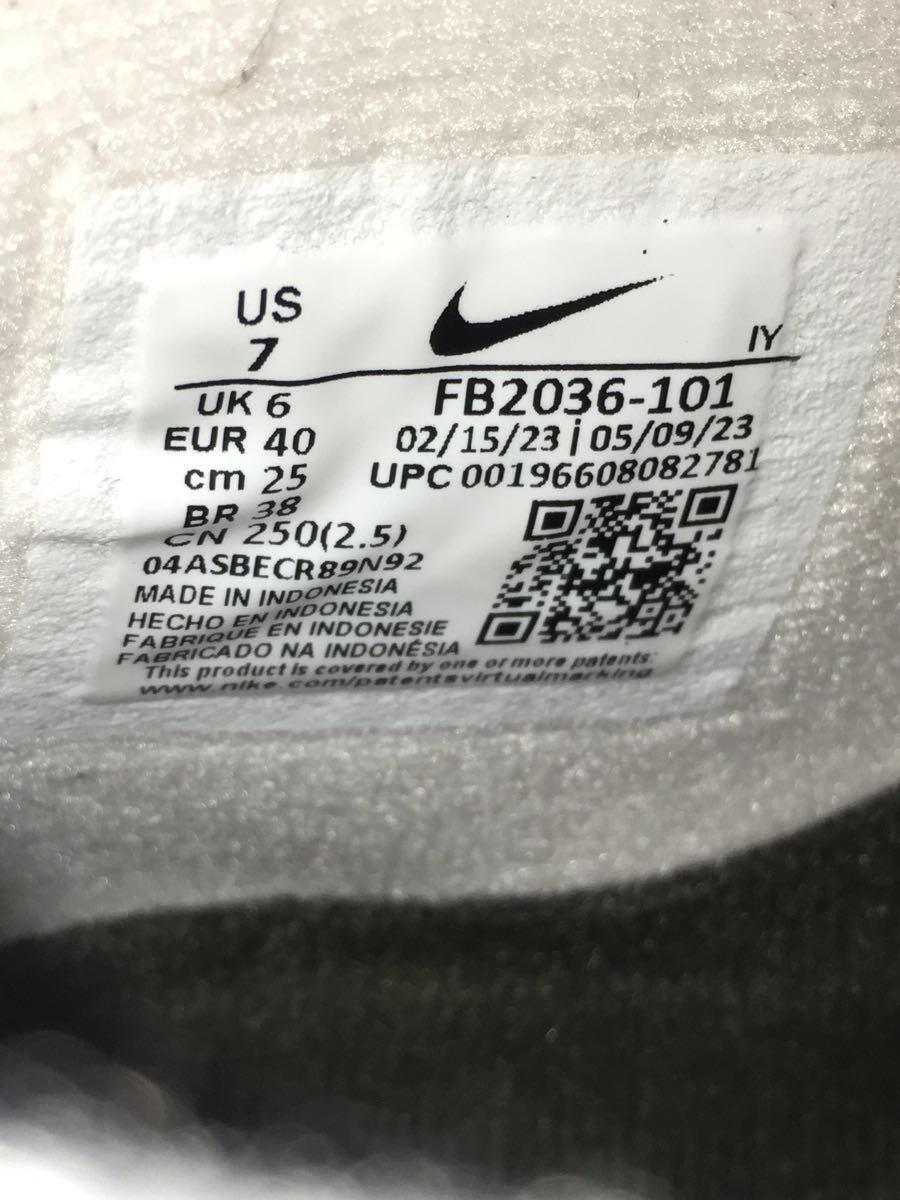 US
7
IY
UK 6
EUR 40
cm 25
BR 38
CN 250(2.5)
FB2036-101
02/15/23 | 05/09/23
UPC 00196608082781
04ASBECR89N92
MADE IN INDONESIA
HECHO EN INDONESIA
FABRIQUE EN INDONESIE
FABRICADO NA INDONÉSIA
This product is covered by one or more patents:
www.nike.com/patentsvirtualmarking